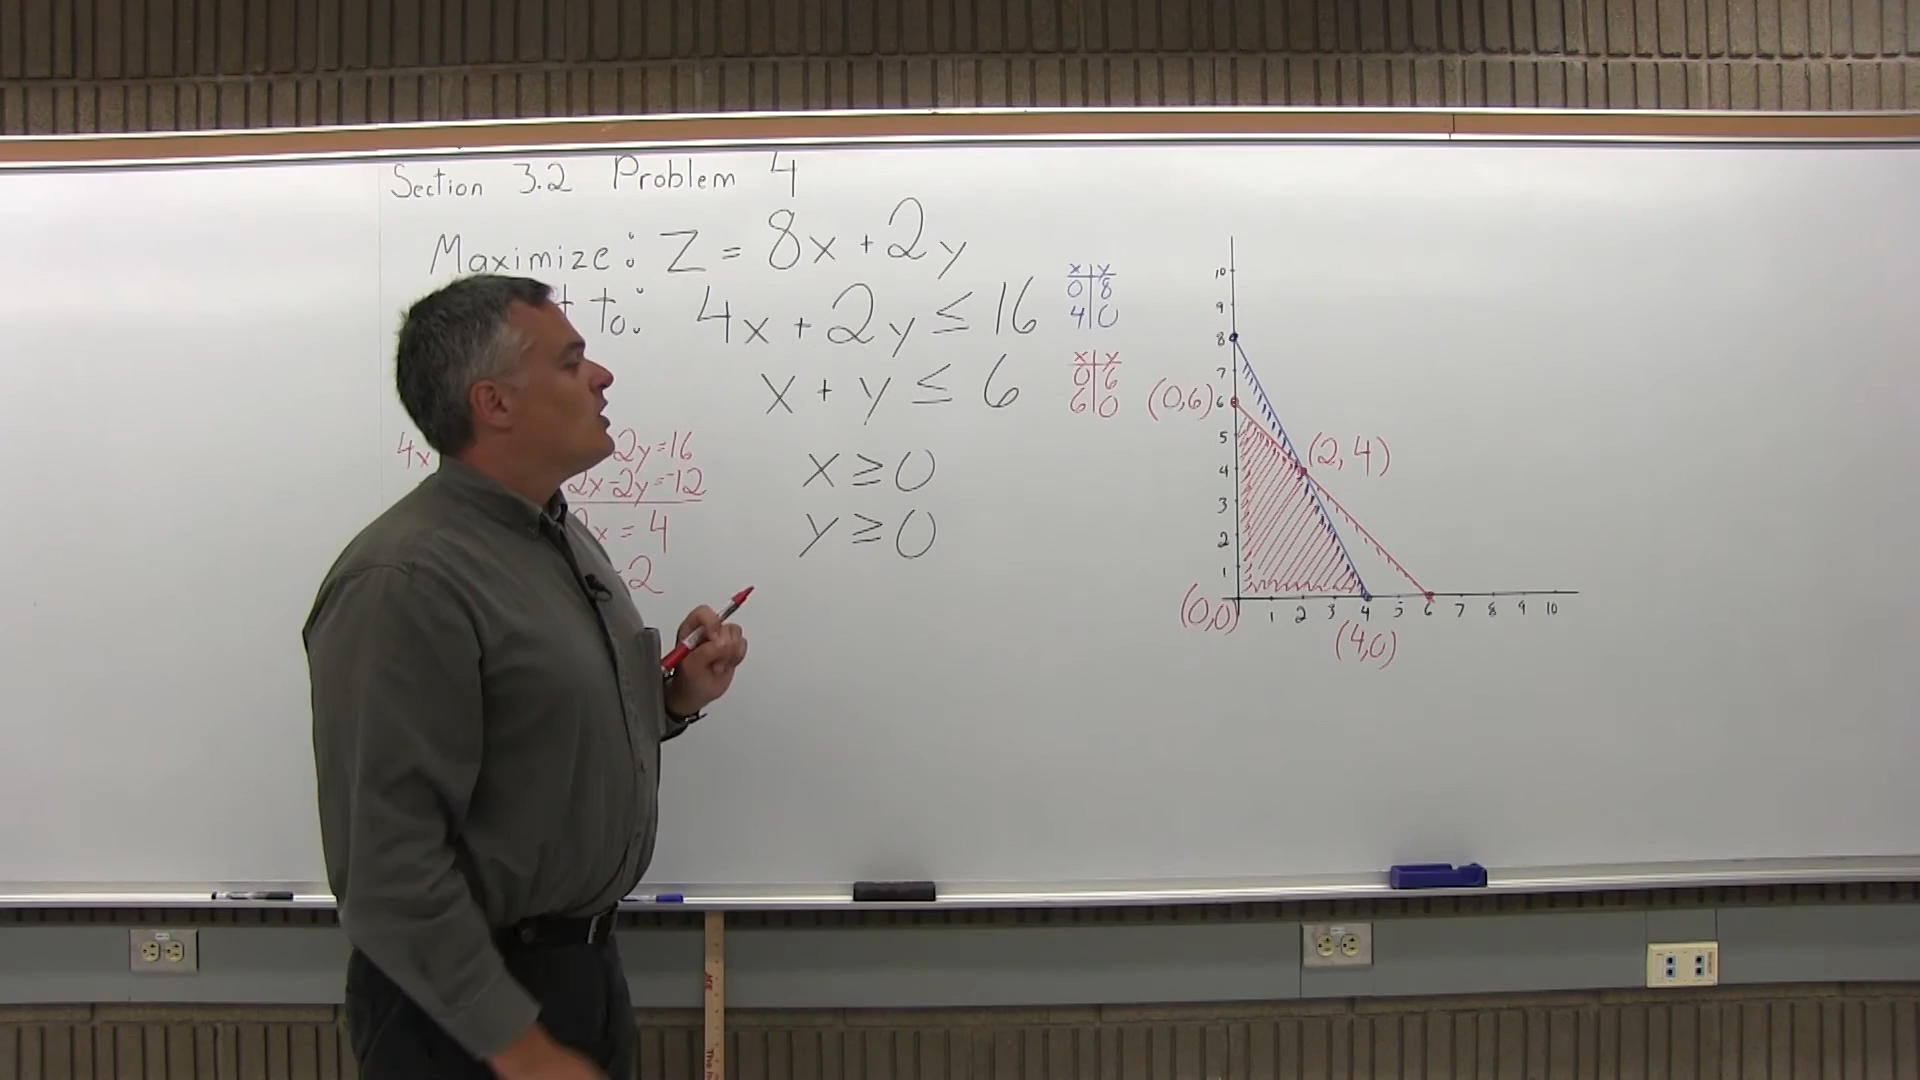 Section 3.2 Problem 4
Maximize: Z = 8x + 2y
to: 4x + 2y ≤ 16
x + y ≤ 6
x ≥ 0
y ≥ 0
x | y
0 | 8
4 | 0
x | y
0 | 6
6 | 0
4x
2y = 16
2x - 2y = -12
x = 4
2
10
9
8
7
6
5
4
3
2
1
(0,6)
(2,4)
(0,0)
(4,0)
1 2 3 4 5 6 7 8 9 10